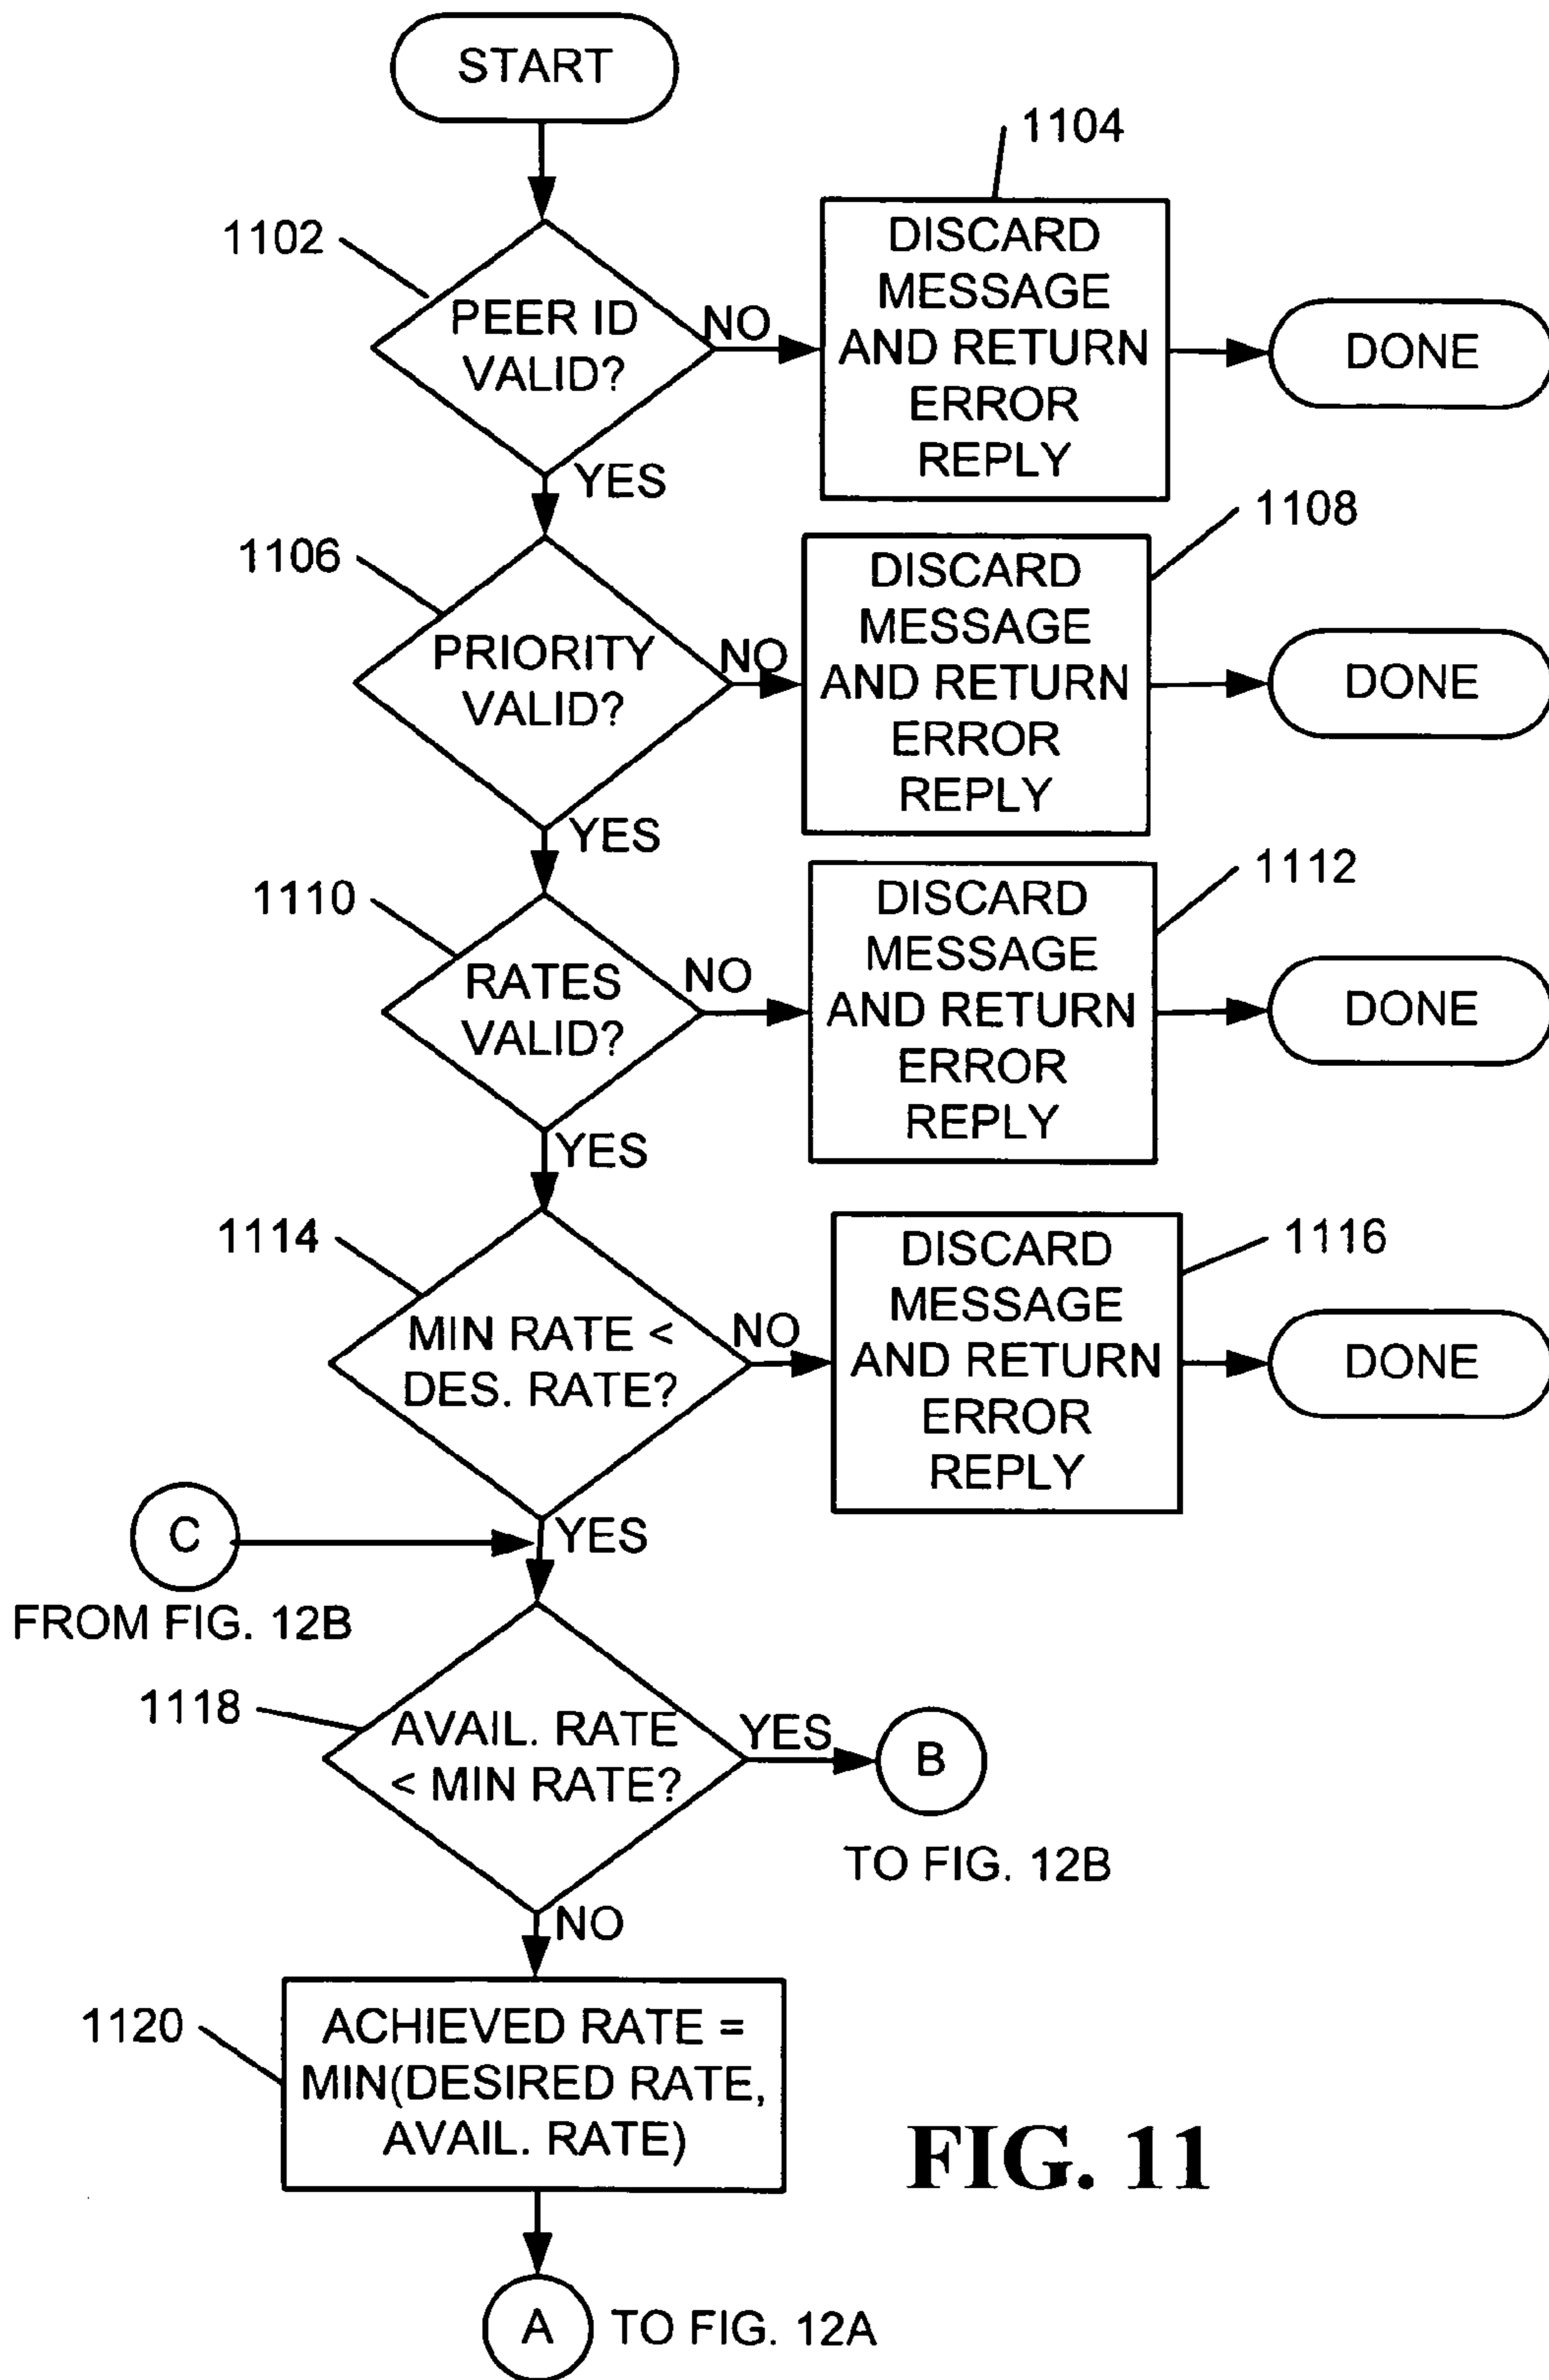 START
1104
1102
PEER ID
VALID?
NO
DISCARD
MESSAGE
AND RETURN
ERROR
REPLY
DONE
YES
1106
PRIORITY
VALID?
NO
1108
DISCARD
MESSAGE
AND RETURN
ERROR
REPLY
DONE
YES
1110
RATES
VALID?
NO
1112
DISCARD
MESSAGE
AND RETURN
ERROR
REPLY
DONE
YES
1114
MIN RATE <
DES. RATE?
NO
1116
DISCARD
MESSAGE
AND RETURN
ERROR
REPLY
DONE
YES
C
FROM FIG. 12B
1118
AVAIL. RATE
< MIN RATE?
YES
B
TO FIG. 12B
NO
1120
ACHIEVED RATE =
MIN(DESIRED RATE,
AVAIL. RATE)
FIG. 11
A
TO FIG. 12A